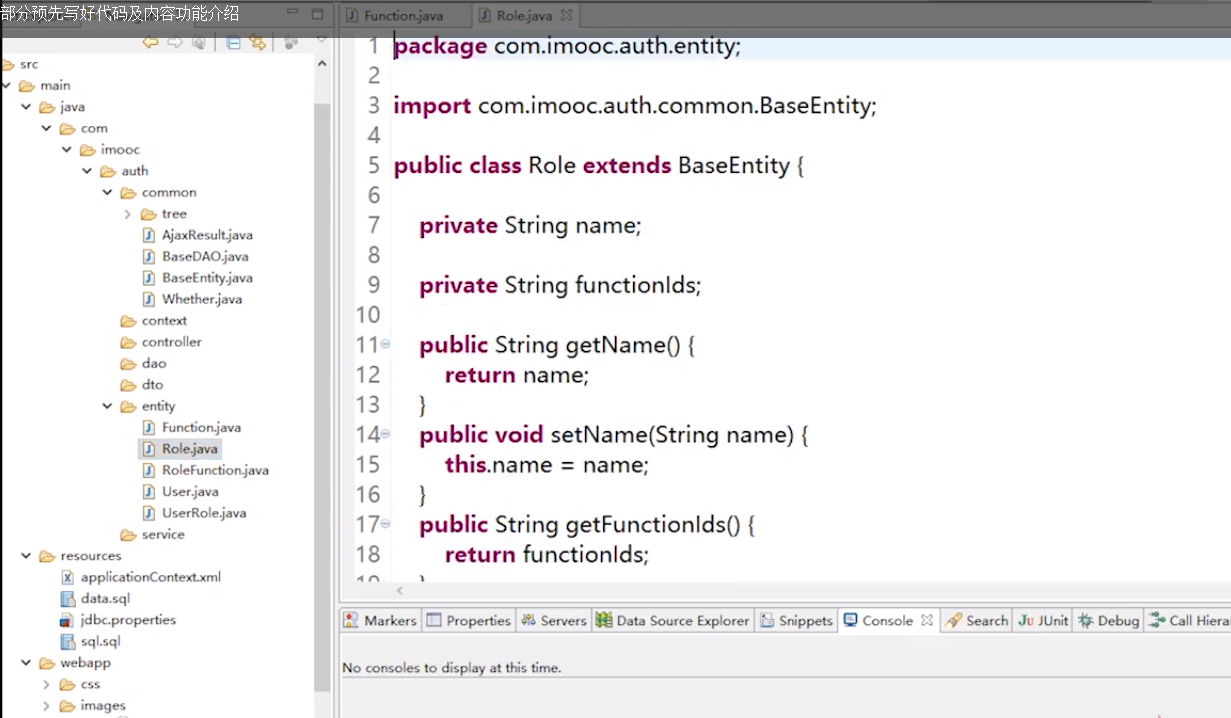 部分预先写好代码及内容功能介绍
Function.java
Role.java
src
main
java
com
imooc
auth
common
tree
AjaxResult.java
BaseDAO.java
BaseEntity.java
Whether.java
context
controller
dao
dto
entity
Function.java
Role.java
RoleFunction.java
User.java
UserRole.java
service
resources
applicationContext.xml
data.sql
jdbc.properties
sql.sql
webapp
css
images
1 package com.imooc.auth.entity;
2
3 import com.imooc.auth.common.BaseEntity;
4
5 public class Role extends BaseEntity {
6
7 private String name;
8
9 private String functionIds;
10
11 public String getName() {
12 return name;
13 }
14 public void setName(String name) {
15 this.name = name;
16 }
17 public String getFunctionIds() {
18 return functionIds;
19 }
Markers Properties Servers Data Source Explorer Snippets Console Search JUnit Debug Call Hiera
No consoles to display at this time.